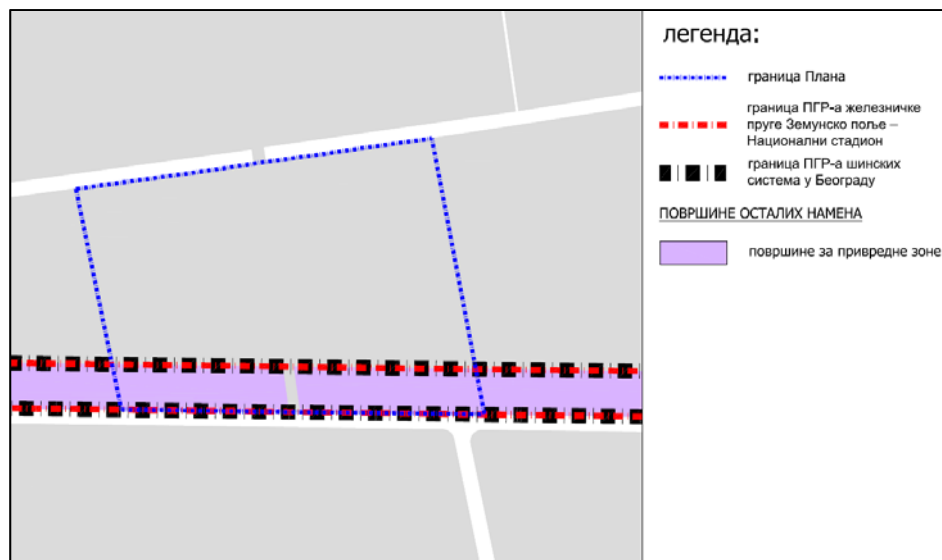 легенда:
граница Плана
граница ПГР-а железничке
пруге Земунско поље –
Национални стадион
граница ПГР-а шинских
система у Београду
ПОВРШИНЕ ОСТАЛИХ НАМЕНА
површине за привредне зоне